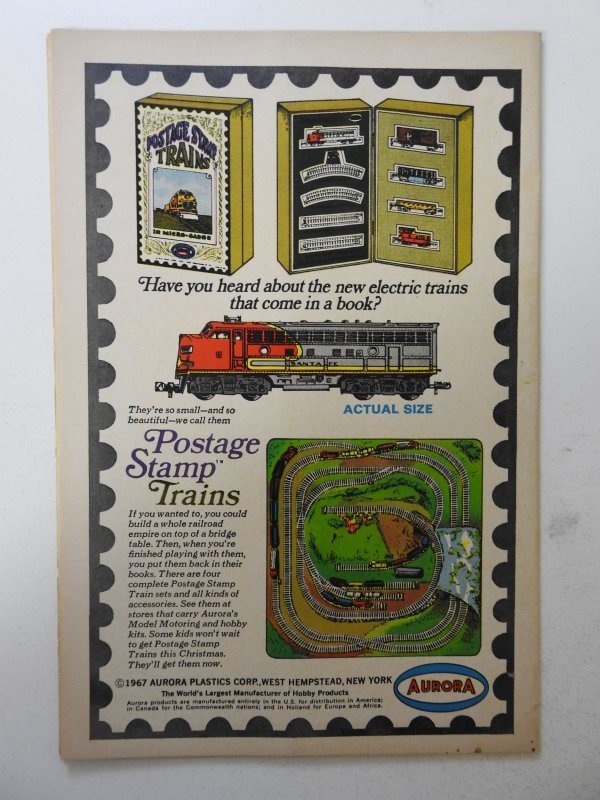 POSTAGE STAMP
TRAINS
IN MICRO-GAUGE
Have you heard about the new electric trains
that come in a book?
SANTA FE
They're so small—and so
beautiful—we call them
ACTUAL SIZE
Postage
Stamp™
Trains
If you wanted to, you could
build a whole railroad
empire on top of a bridge
table. Then, when you're
finished playing with them,
you put them back in their
books. There are four
complete Postage Stamp
Train sets and all kinds of
accessories. See them at
stores that carry Aurora's
Model Motoring and hobby
kits. Some kids won't wait
to get Postage Stamp
Trains this Christmas.
They'll get them now.
©1967 AURORA PLASTICS CORP., WEST HEMPSTEAD, NEW YORK
The World's Largest Manufacturer of Hobby Products
Aurora products are manufactured entirely in the U.S. for distribution in America;
in Canada for the Commonwealth nations; and in Holland for Europe and Africa.
AURORA